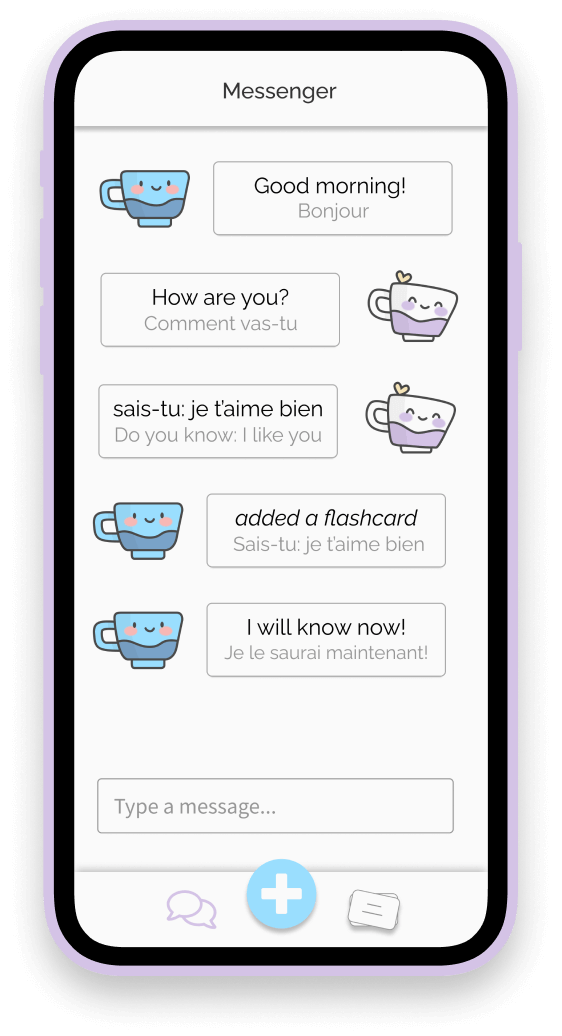 Messenger
Good morning!
Bonjour
How are you?
Comment vas-tu
sais-tu: je t'aime bien
Do you know: I like you
added a flashcard
Sais-tu: je t'aime bien
I will know now!
Je le saurai maintenant!
Type a message...